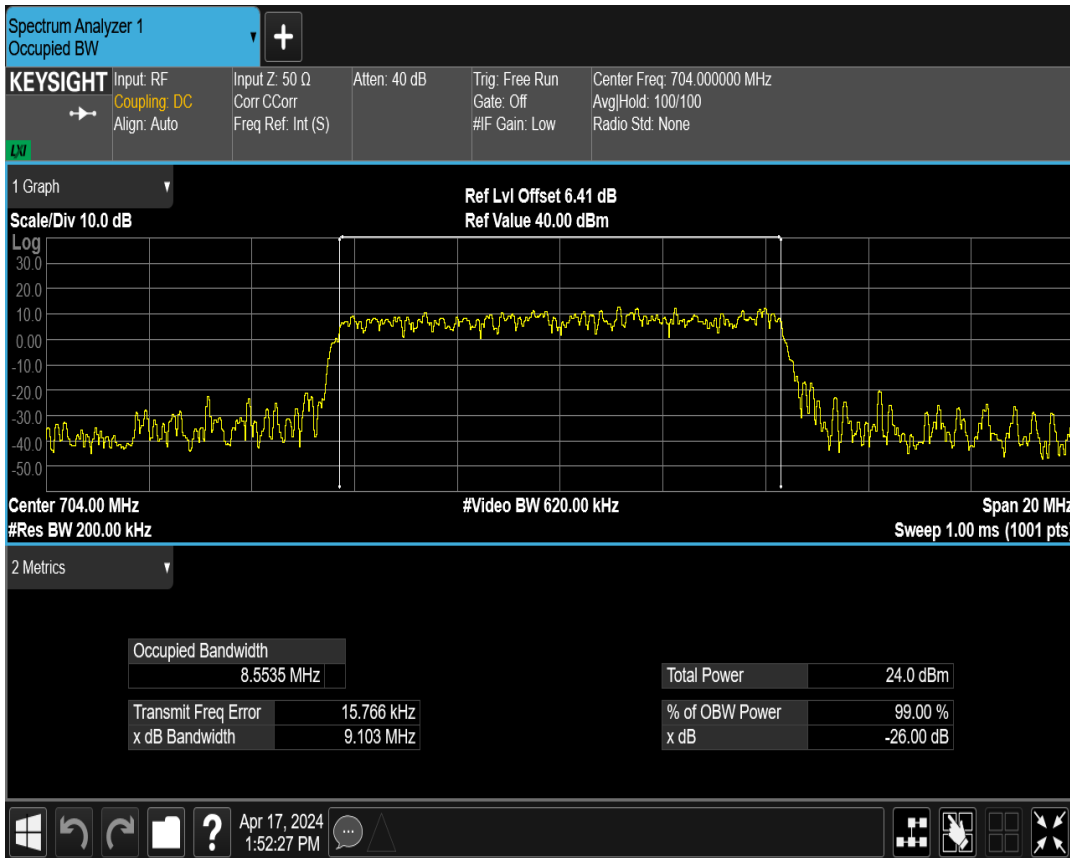 Spectrum Analyzer 1
Occupied BW
KEYSIGHT
LXI
Input: RF
Coupling: DC
Align: Auto
Input Z: 50 Ω
Corr CCorr
Freq Ref: Int (S)
Atten: 40 dB
Trig: Free Run
Gate: Off
#IF Gain: Low
Center Freq: 704.000000 MHz
Avg|Hold: 100/100
Radio Std: None
1 Graph
Ref Lvl Offset 6.41 dB
Scale/Div 10.0 dB
Ref Value 40.00 dBm
Log
30.0
20.0
10.0
0.00
-10.0
-20.0
-30.0
-40.0
-50.0
Center 704.00 MHz
#Video BW 620.00 kHz
Span 20 MHz
#Res BW 200.00 kHz
Sweep 1.00 ms (1001 pts)
2 Metrics
Occupied Bandwidth
8.5535 MHz
Total Power 24.0 dBm
Transmit Freq Error 15.766 kHz
% of OBW Power 99.00 %
x dB Bandwidth 9.103 MHz
x dB -26.00 dB
?
Apr 17, 2024
1:52:27 PM